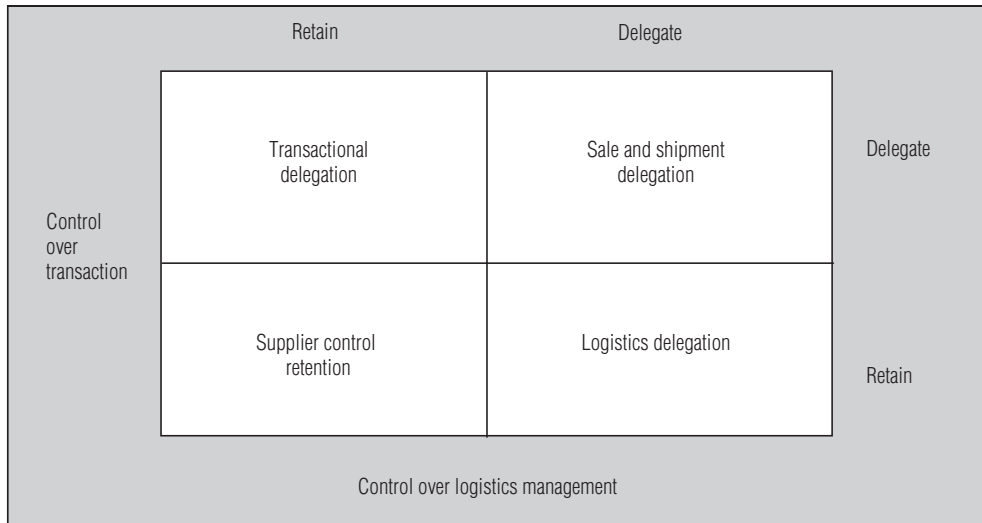 Retain
Delegate
Transactional
delegation
Sale and shipment
delegation
Delegate
Control
over
transaction
Supplier control
retention
Logistics delegation
Retain
Control over logistics management